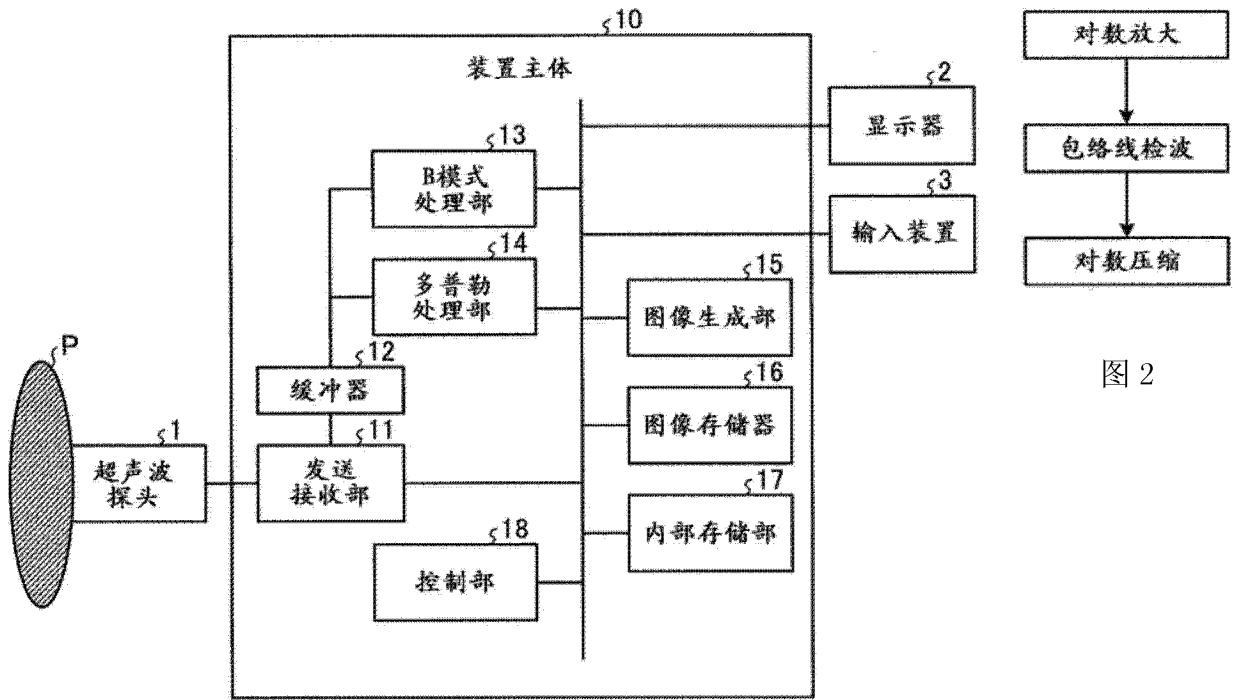 10
装置主体
13
B模式
处理部
14
多普勒
处理部
12
缓冲器
11
发送
接收部
18
控制部
P
1
超声波
探头
15
图像生成部
16
图像存储器
17
内部存储部
2
显示器
3
输入装置
对数放大
包络线检波
对数压缩
图 2